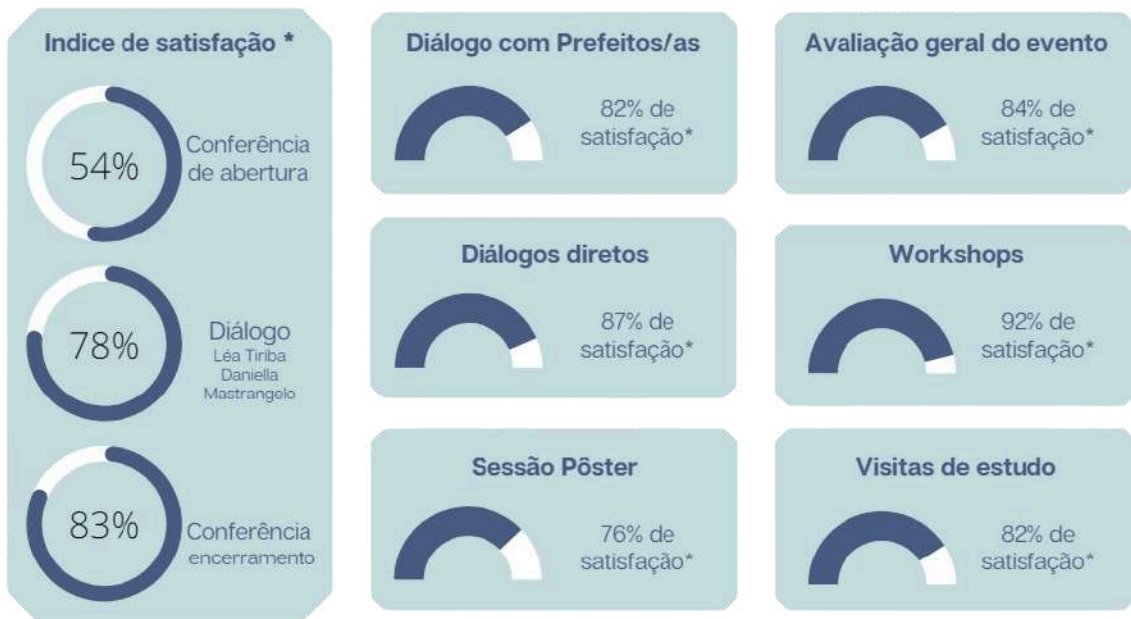 Indice de satisfação *
54%
Conferência
de abertura
78%
Diálogo
Léa Tiriba
Daniella
Mastrangelo
83%
Conferência
encerramento
Diálogo com Prefeitos/as
82% de
satisfação*
Avaliação geral do evento
84% de
satisfação*
Diálogos diretos
87% de
satisfação*
Workshops
92% de
satisfação*
Sessão Pôster
76% de
satisfação*
Visitas de estudo
82% de
satisfação*